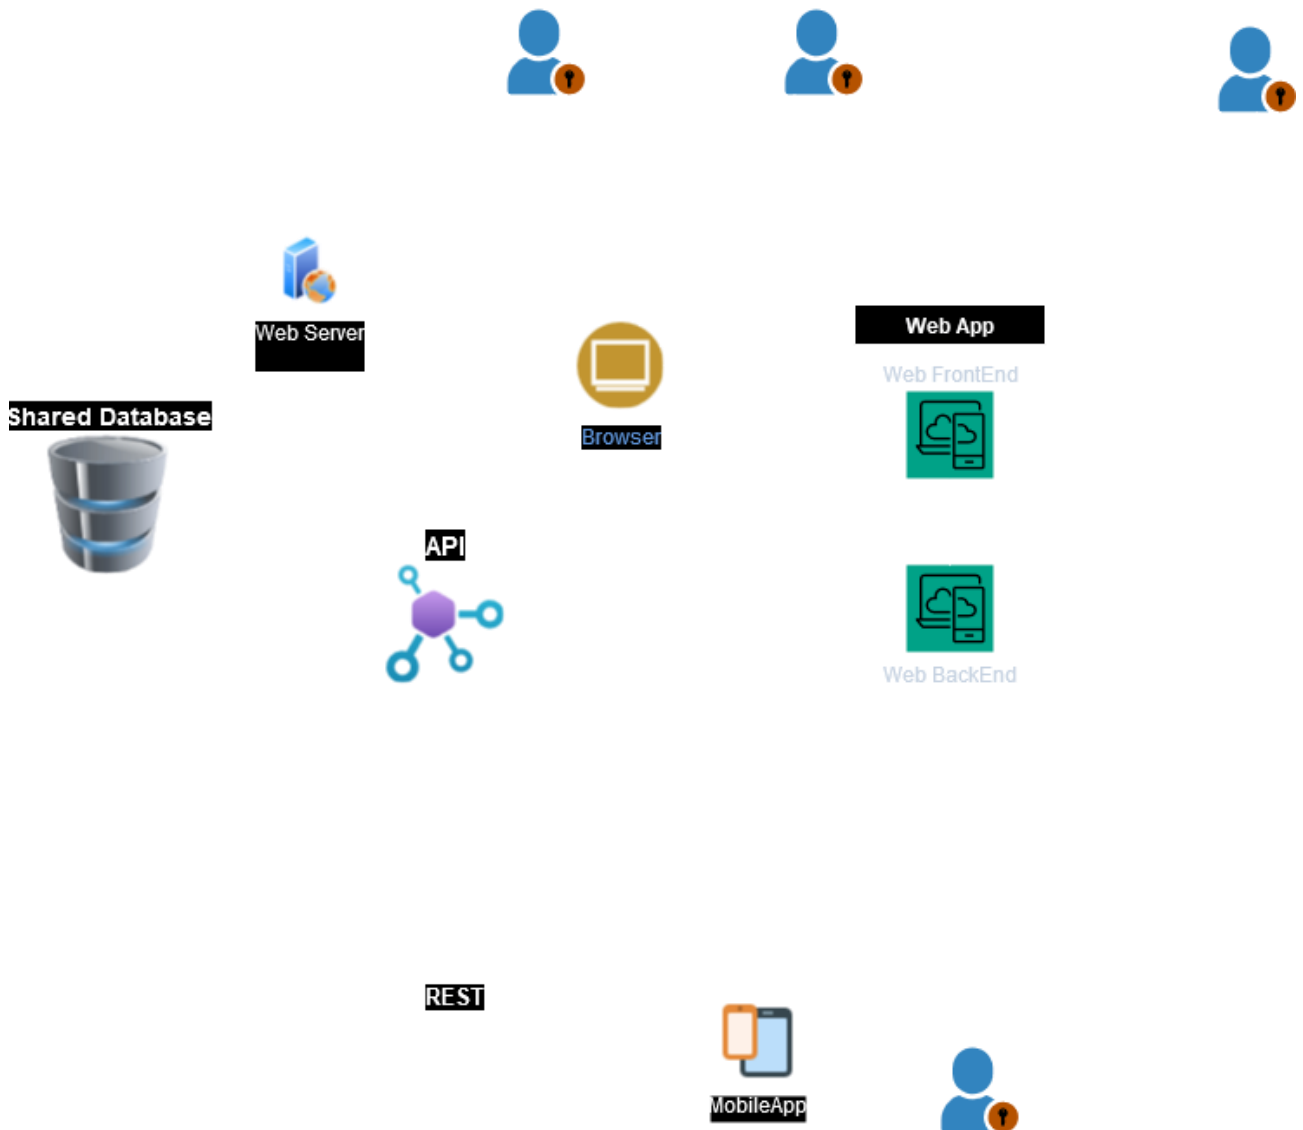 Web Server
Web App
Web FrontEnd
Shared Database
Browser
API
Web BackEnd
REST
MobileApp